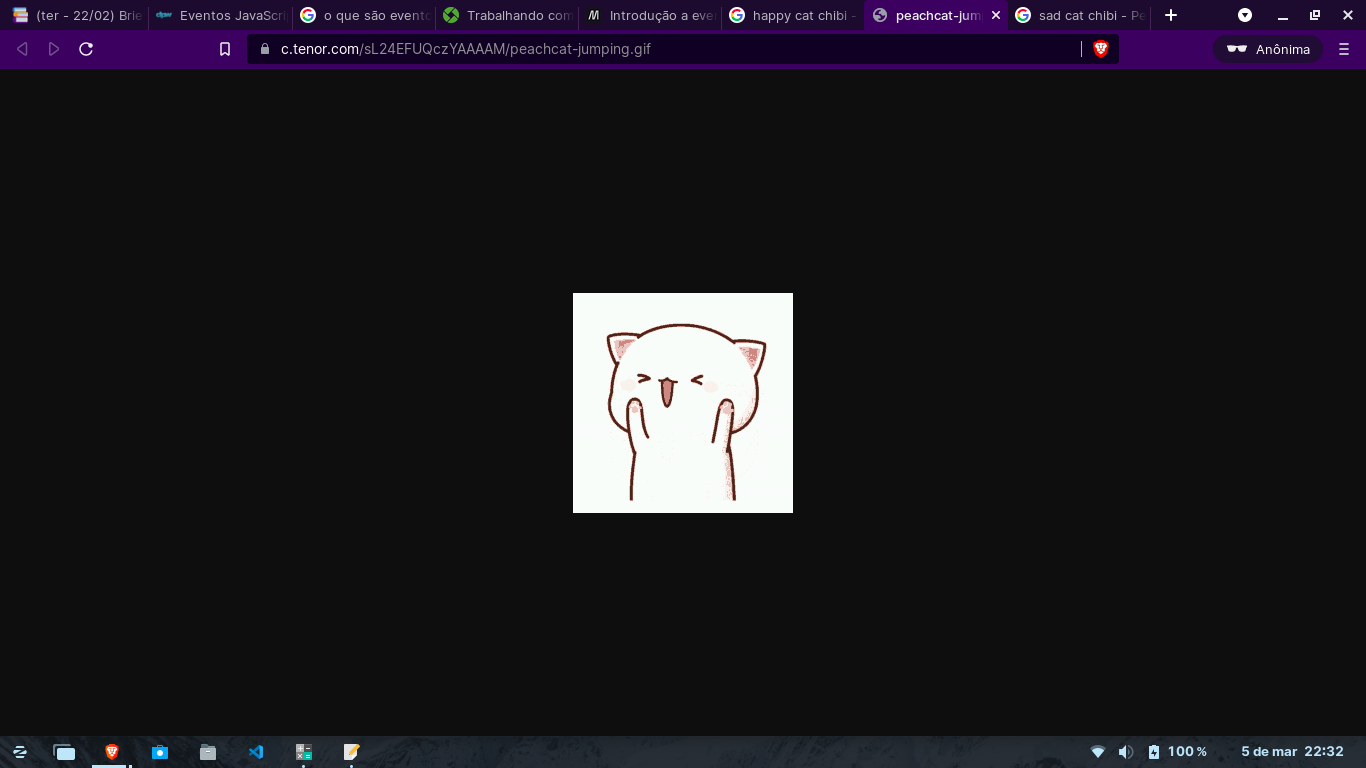 (ter - 22/02) Brie
Eventos JavaScri
o que são evento
Trabalhando com
Introdução a eve
happy cat chibi -
peachcat-jum
sad cat chibi - Pe
c.tenor.com/sL24EFUQczYAAAAM/peachcat-jumping.gif
Anônima
100 %
5 de mar 22:32